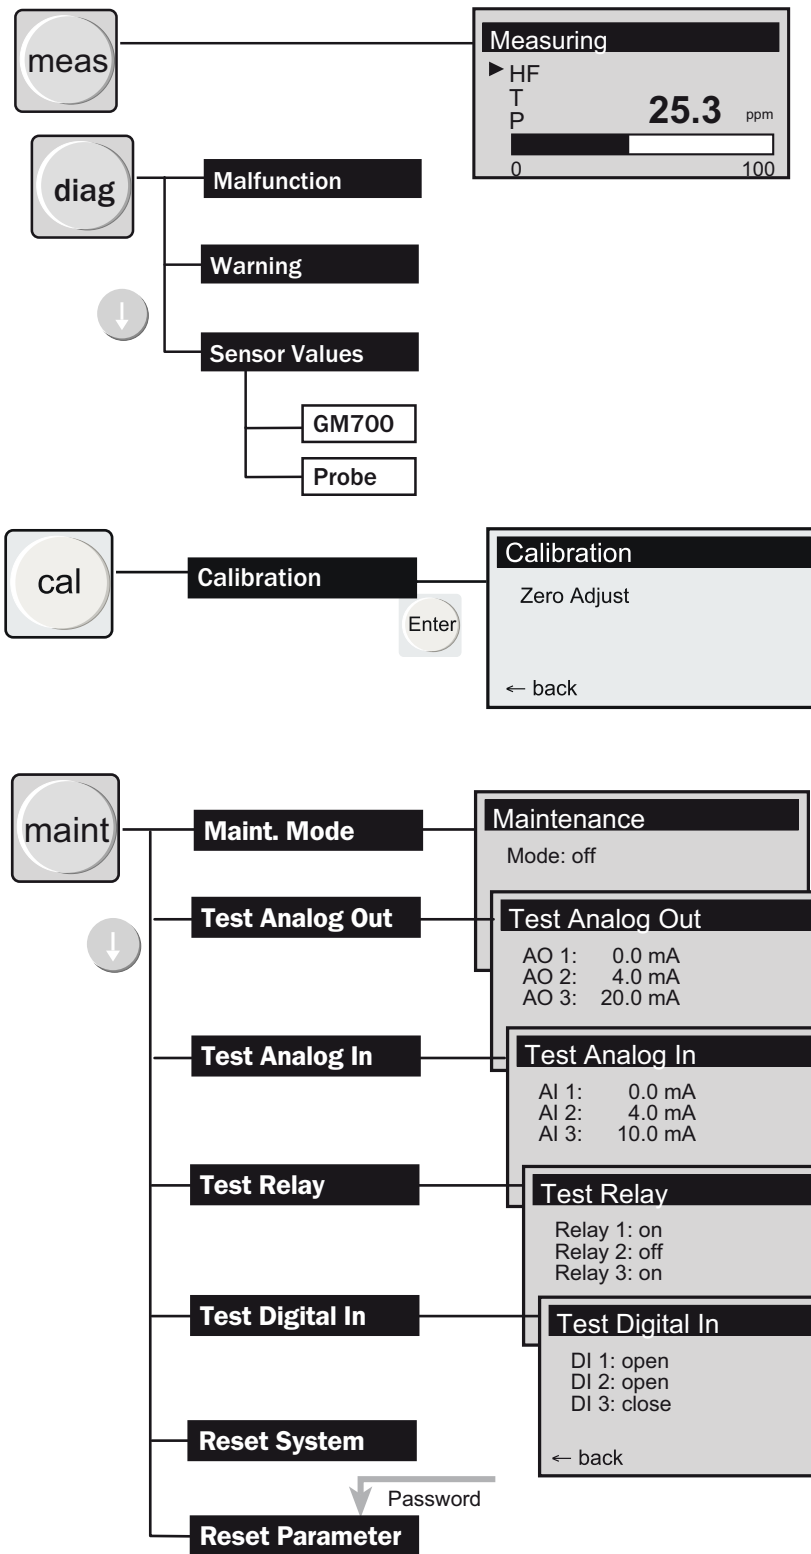 meas
Measuring
HF
T
P
25.3 ppm
0 100
diag
Malfunction
Warning
↓
Sensor Values
GM700
Probe
cal
Calibration
Enter
Calibration
Zero Adjust
← back
maint
↓
Maint. Mode
Maintenance
Mode: off
Test Analog Out
Test Analog Out
AO 1: 0.0 mA
AO 2: 4.0 mA
AO 3: 20.0 mA
Test Analog In
Test Analog In
AI 1: 0.0 mA
AI 2: 4.0 mA
AI 3: 10.0 mA
Test Relay
Test Relay
Relay 1: on
Relay 2: off
Relay 3: on
Test Digital In
Test Digital In
DI 1: open
DI 2: open
DI 3: close
← back
Reset System
Password
Reset Parameter